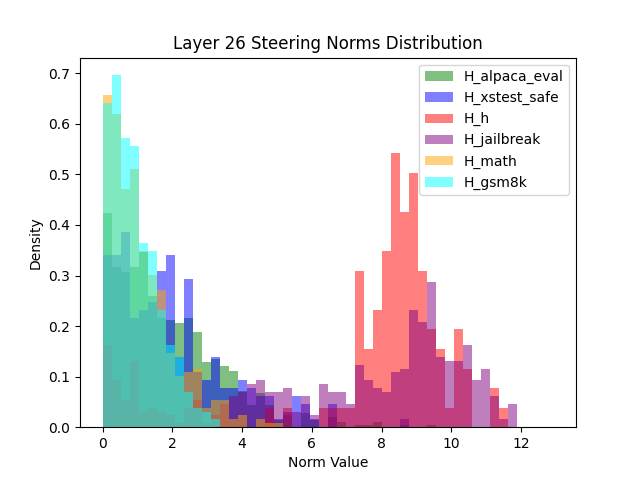 Layer 26 Steering Norms Distribution
H_alpaca_eval
H_xstest_safe
H_h
H_jailbreak
H_math
H_gsm8k
0.7
0.6
0.5
0.4
0.3
0.2
0.1
0.0
Density
0 2 4 6 8 10 12
Norm Value